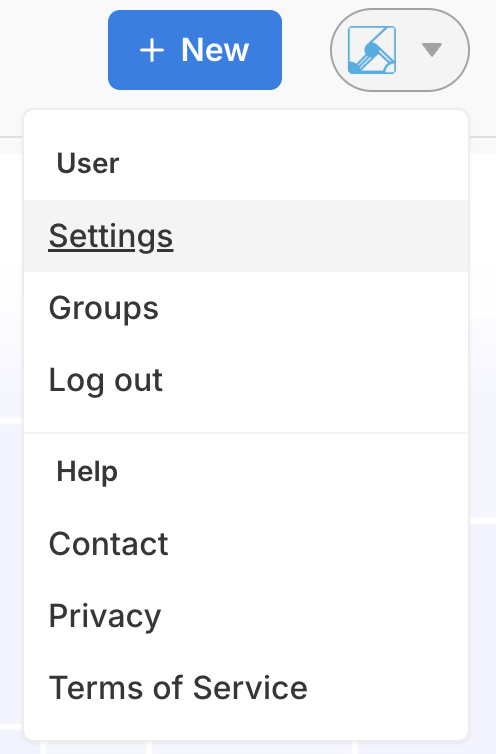 + New
User
Settings
Groups
Log out
Help
Contact
Privacy
Terms of Service